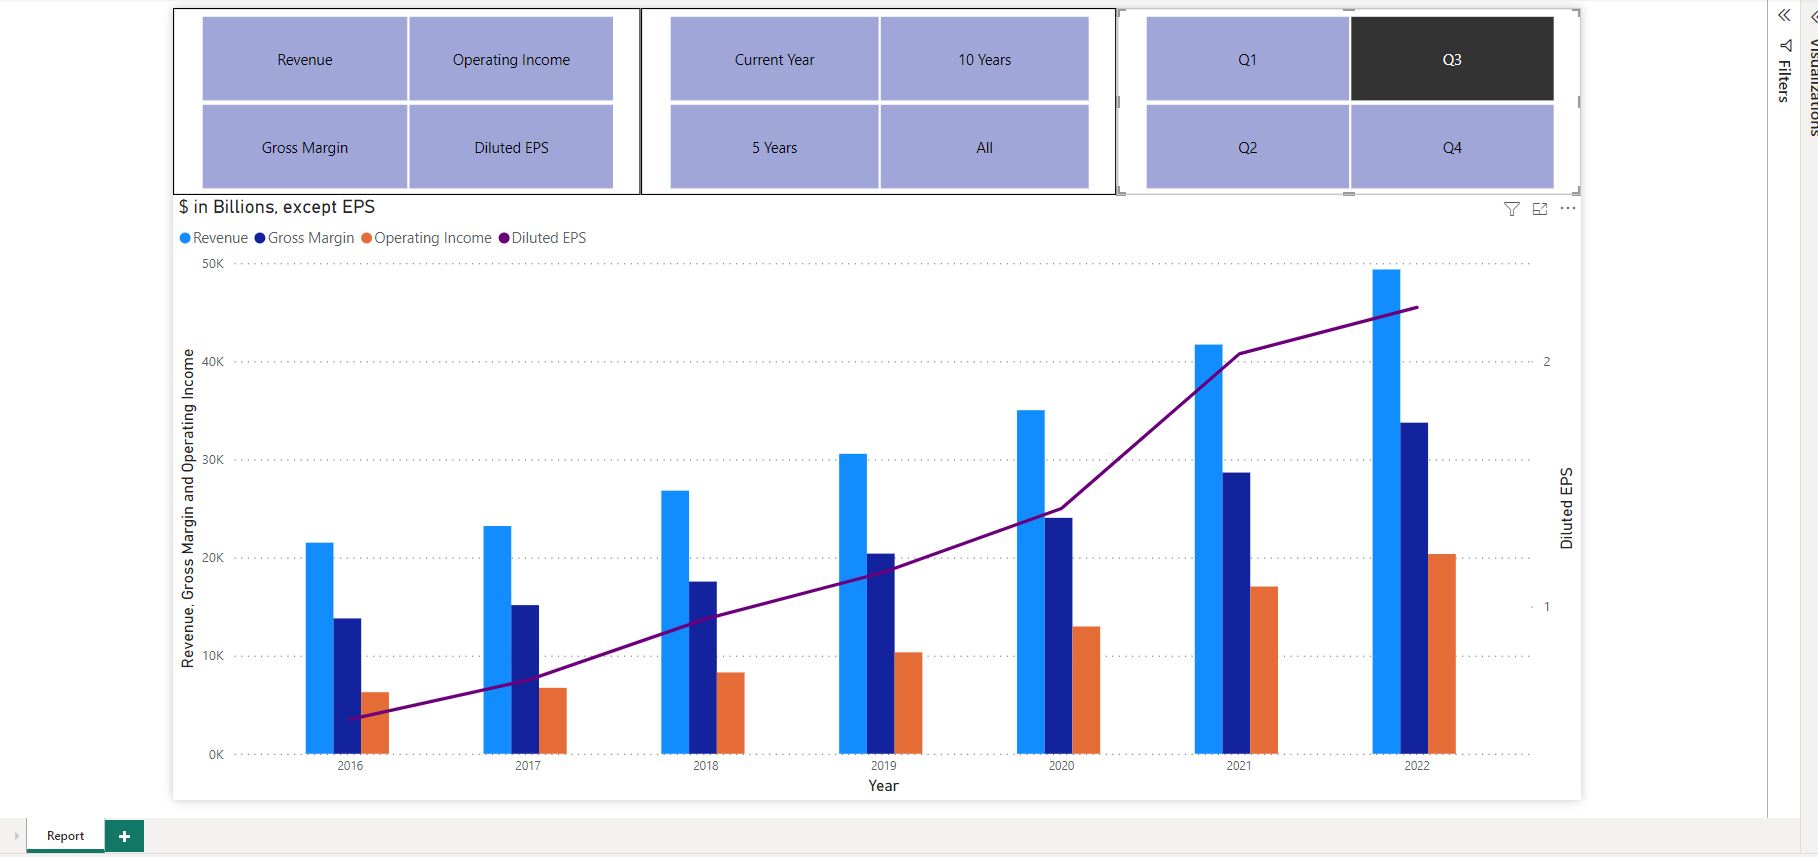 Revenue
Operating Income
Gross Margin
Diluted EPS
Current Year
10 Years
5 Years
All
Q1
Q3
Q2
Q4
Filters
Visualizations
$ in Billions, except EPS
Revenue Gross Margin Operating Income Diluted EPS
Revenue, Gross Margin and Operating Income
50K
40K
30K
20K
10K
0K
2
1
Diluted EPS
2016 2017 2018 2019 2020 2021 2022
Year
Report